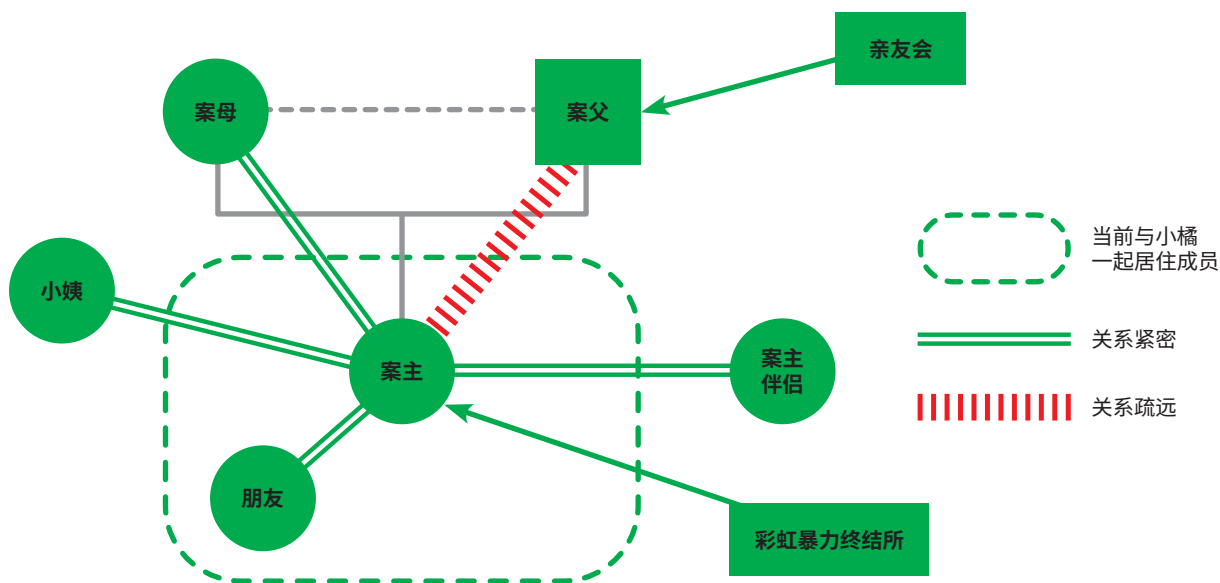 亲友会
案母
案父
当前与小橘
一起居住成员
小姨
关系紧密
案主
案主
伴侣
关系疏远
朋友
彩虹暴力终结所